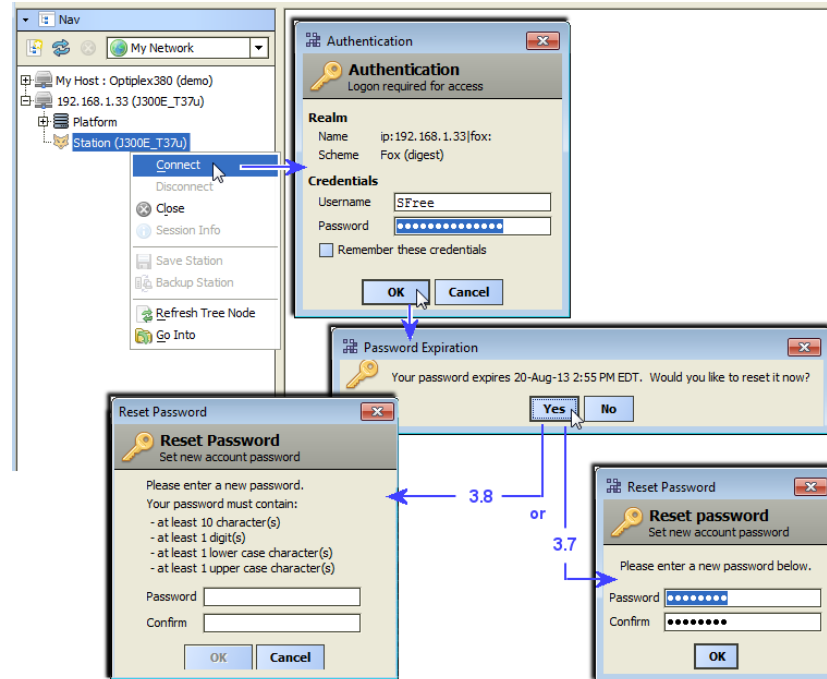 Nav
My Network
My Host : Optiplex380 (demo)
192.168.1.33 (J300E_T37u)
Platform
Station (J300E_T37u)
Connect
Disconnect
Close
Session Info
Save Station
Backup Station
Refresh Tree Node
Go Into
Authentication
Authentication
Logon required for access
Realm
Name ip:192.168.1.33|fox:
Scheme Fox (digest)
Credentials
Username SFree
Password
Remember these credentials
OK Cancel
Password Expiration
Your password expires 20-Aug-13 2:55 PM EDT. Would you like to reset it now?
Yes No
3.8
or
3.7
Reset Password
Reset Password
Set new account password
Please enter a new password.
Your password must contain:
- at least 10 character(s)
- at least 1 digit(s)
- at least 1 lower case character(s)
- at least 1 upper case character(s)
Password
Confirm
OK Cancel
Reset Password
Reset password
Set new account password
Please enter a new password below.
Password
Confirm
OK